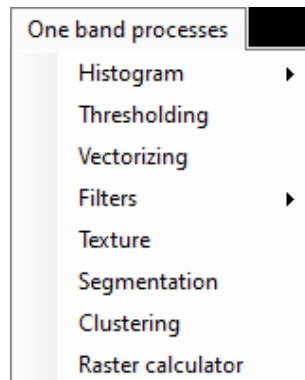 One band processes
Histogram
Thresholding
Vectorizing
Filters
Texture
Segmentation
Clustering
Raster calculator